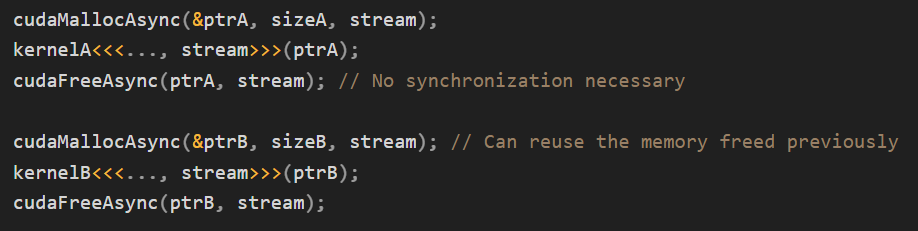 cudaMallocAsync(&ptrA, sizeA, stream);
kernelA<<<..., stream>>>(ptrA);
cudaFreeAsync(ptrA, stream); // No synchronization necessary
cudaMallocAsync(&ptrB, sizeB, stream); // Can reuse the memory freed previously
kernelB<<<..., stream>>>(ptrB);
cudaFreeAsync(ptrB, stream);